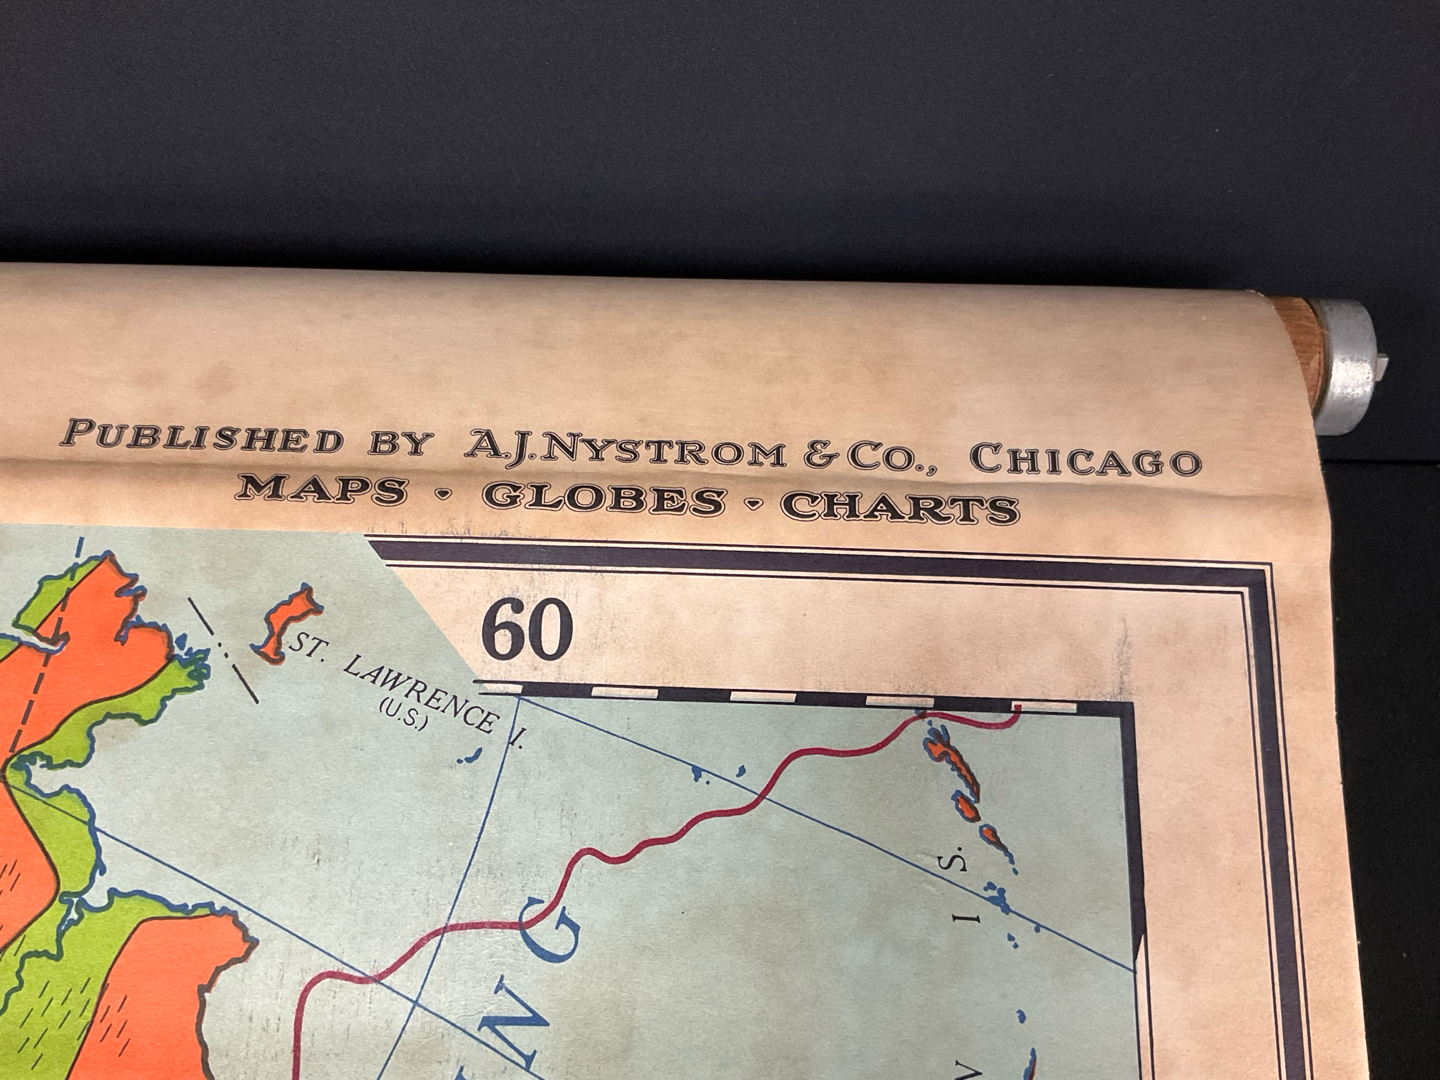 PUBLISHED BY A.J. NYSTROM & CO., CHICAGO
MAPS · GLOBES · CHARTS
60
ST. LAWRENCE I.
(U.S.)
I S.
N G
V